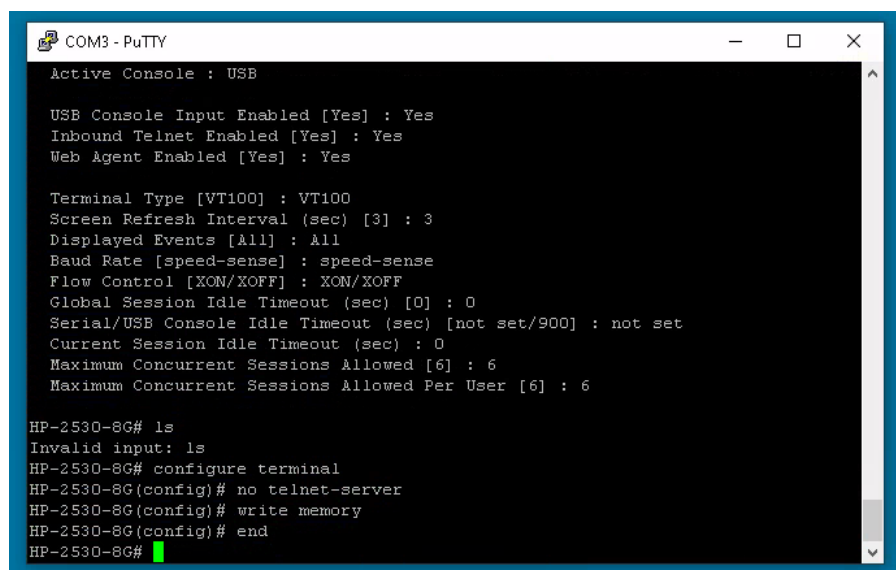 COM3 - PuTTY
Active Console : USB
USB Console Input Enabled [Yes] : Yes
Inbound Telnet Enabled [Yes] : Yes
Web Agent Enabled [Yes] : Yes
Terminal Type [VT100] : VT100
Screen Refresh Interval (sec) [3] : 3
Displayed Events [All] : All
Baud Rate [speed-sense] : speed-sense
Flow Control [XON/XOFF] : XON/XOFF
Global Session Idle Timeout (sec) [0] : 0
Serial/USB Console Idle Timeout (sec) [not set/900] : not set
Current Session Idle Timeout (sec) : 0
Maximum Concurrent Sessions Allowed [6] : 6
Maximum Concurrent Sessions Allowed Per User [6] : 6
HP-2530-8G# ls
Invalid input: ls
HP-2530-8G# configure terminal
HP-2530-8G(config)# no telnet-server
HP-2530-8G(config)# write memory
HP-2530-8G(config)# end
HP-2530-8G#